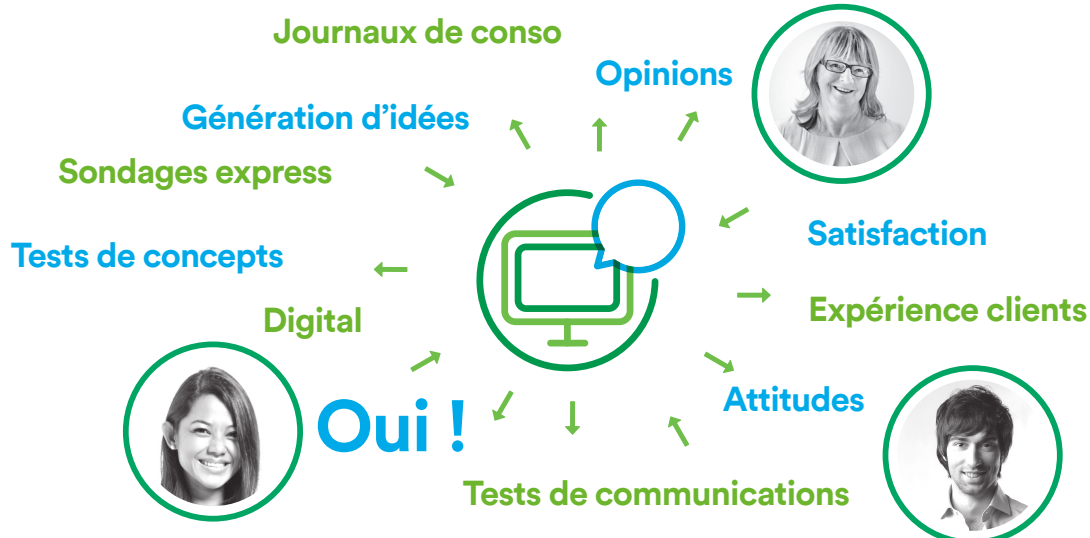 Journaux de conso
Opinions
Génération d’idées
Sondages express
Satisfaction
Tests de concepts
Expérience clients
Digital
Attitudes
Oui !
Tests de communications